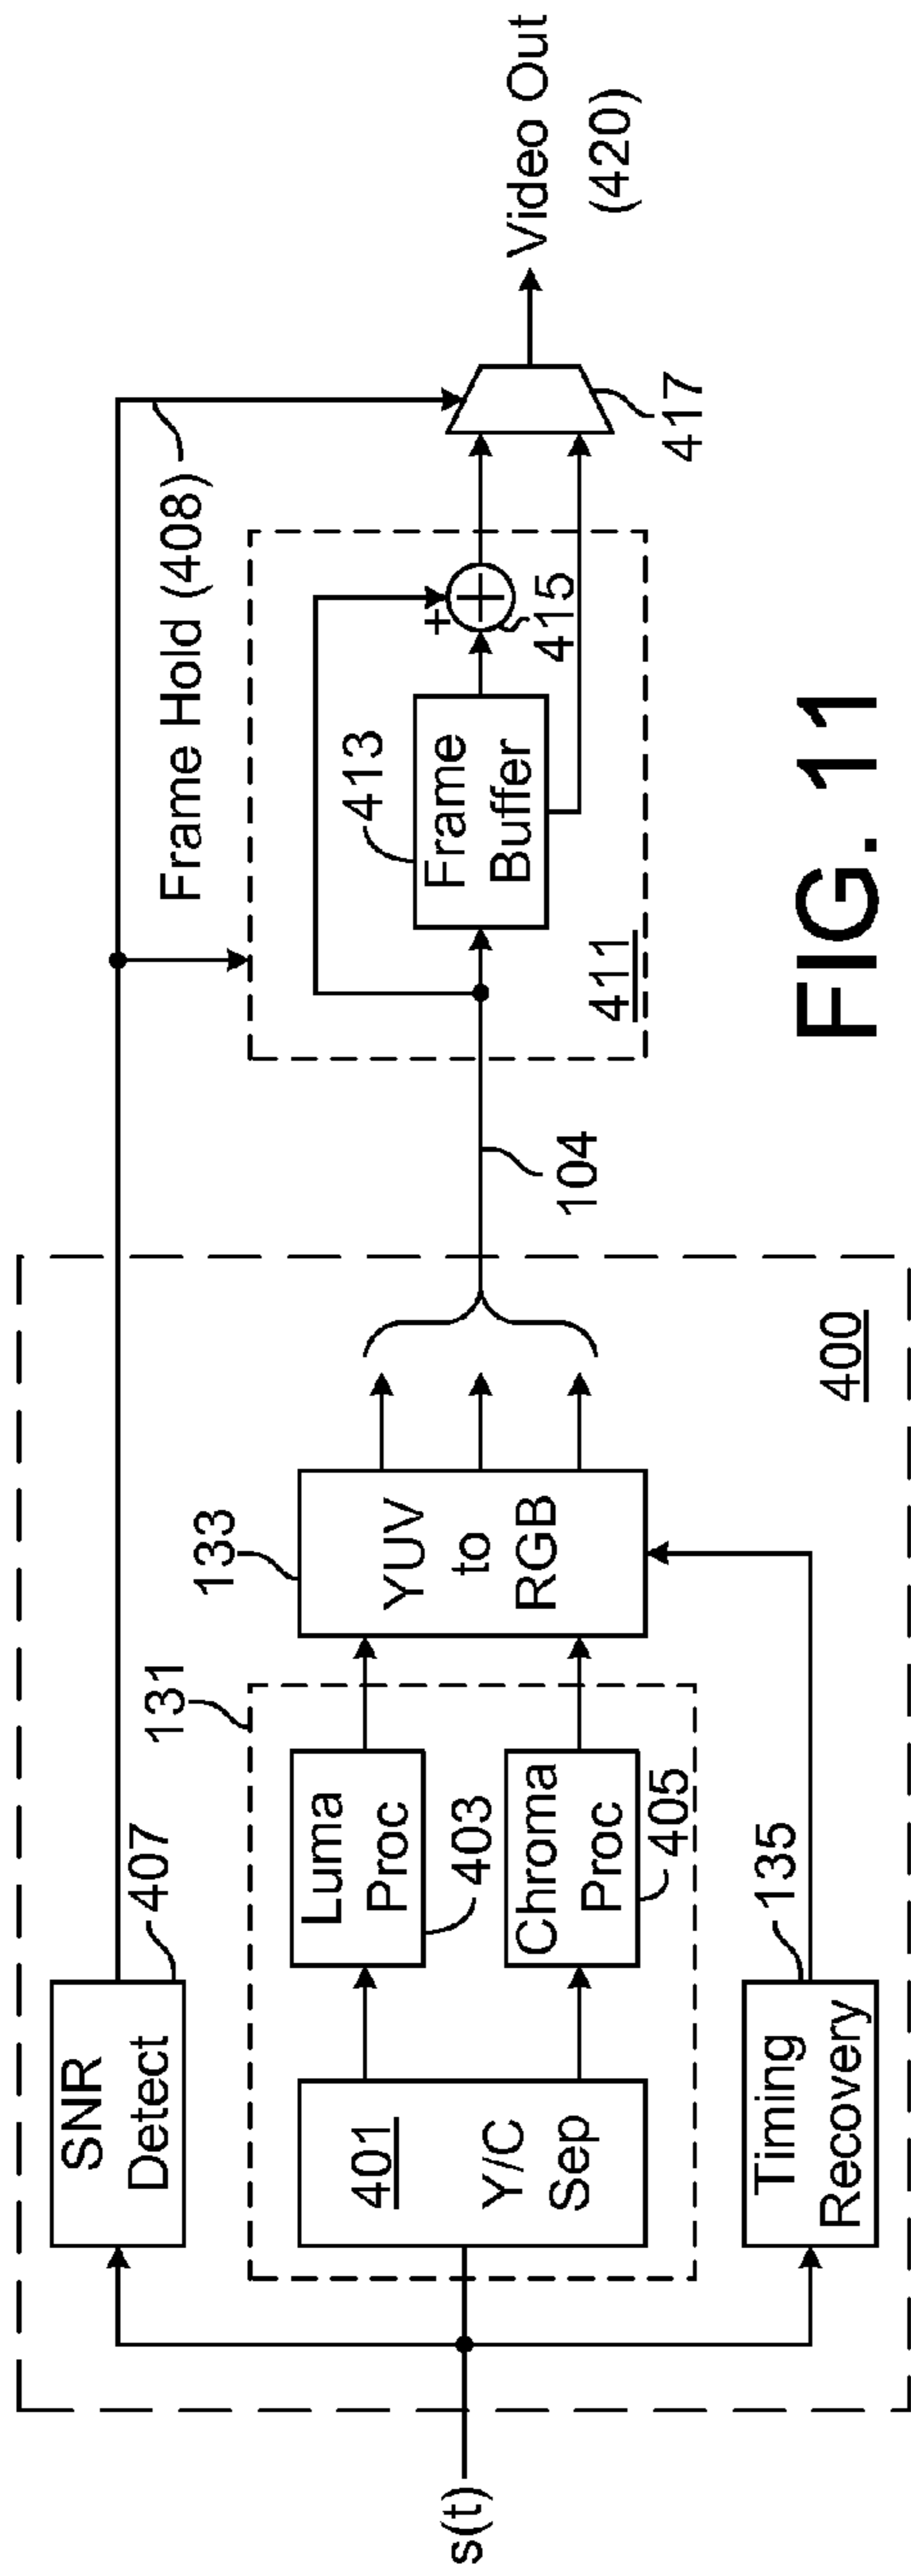 s(t)
SNR
Detect
407
Frame Hold (408)
131
401
Y/C
Sep
Luma
Proc
403
Chroma
Proc
405
133
YUV
to
RGB
Timing
Recovery
135
400
104
413
Frame
Buffer
+
415
411
417
Video Out
(420)
FIG. 11